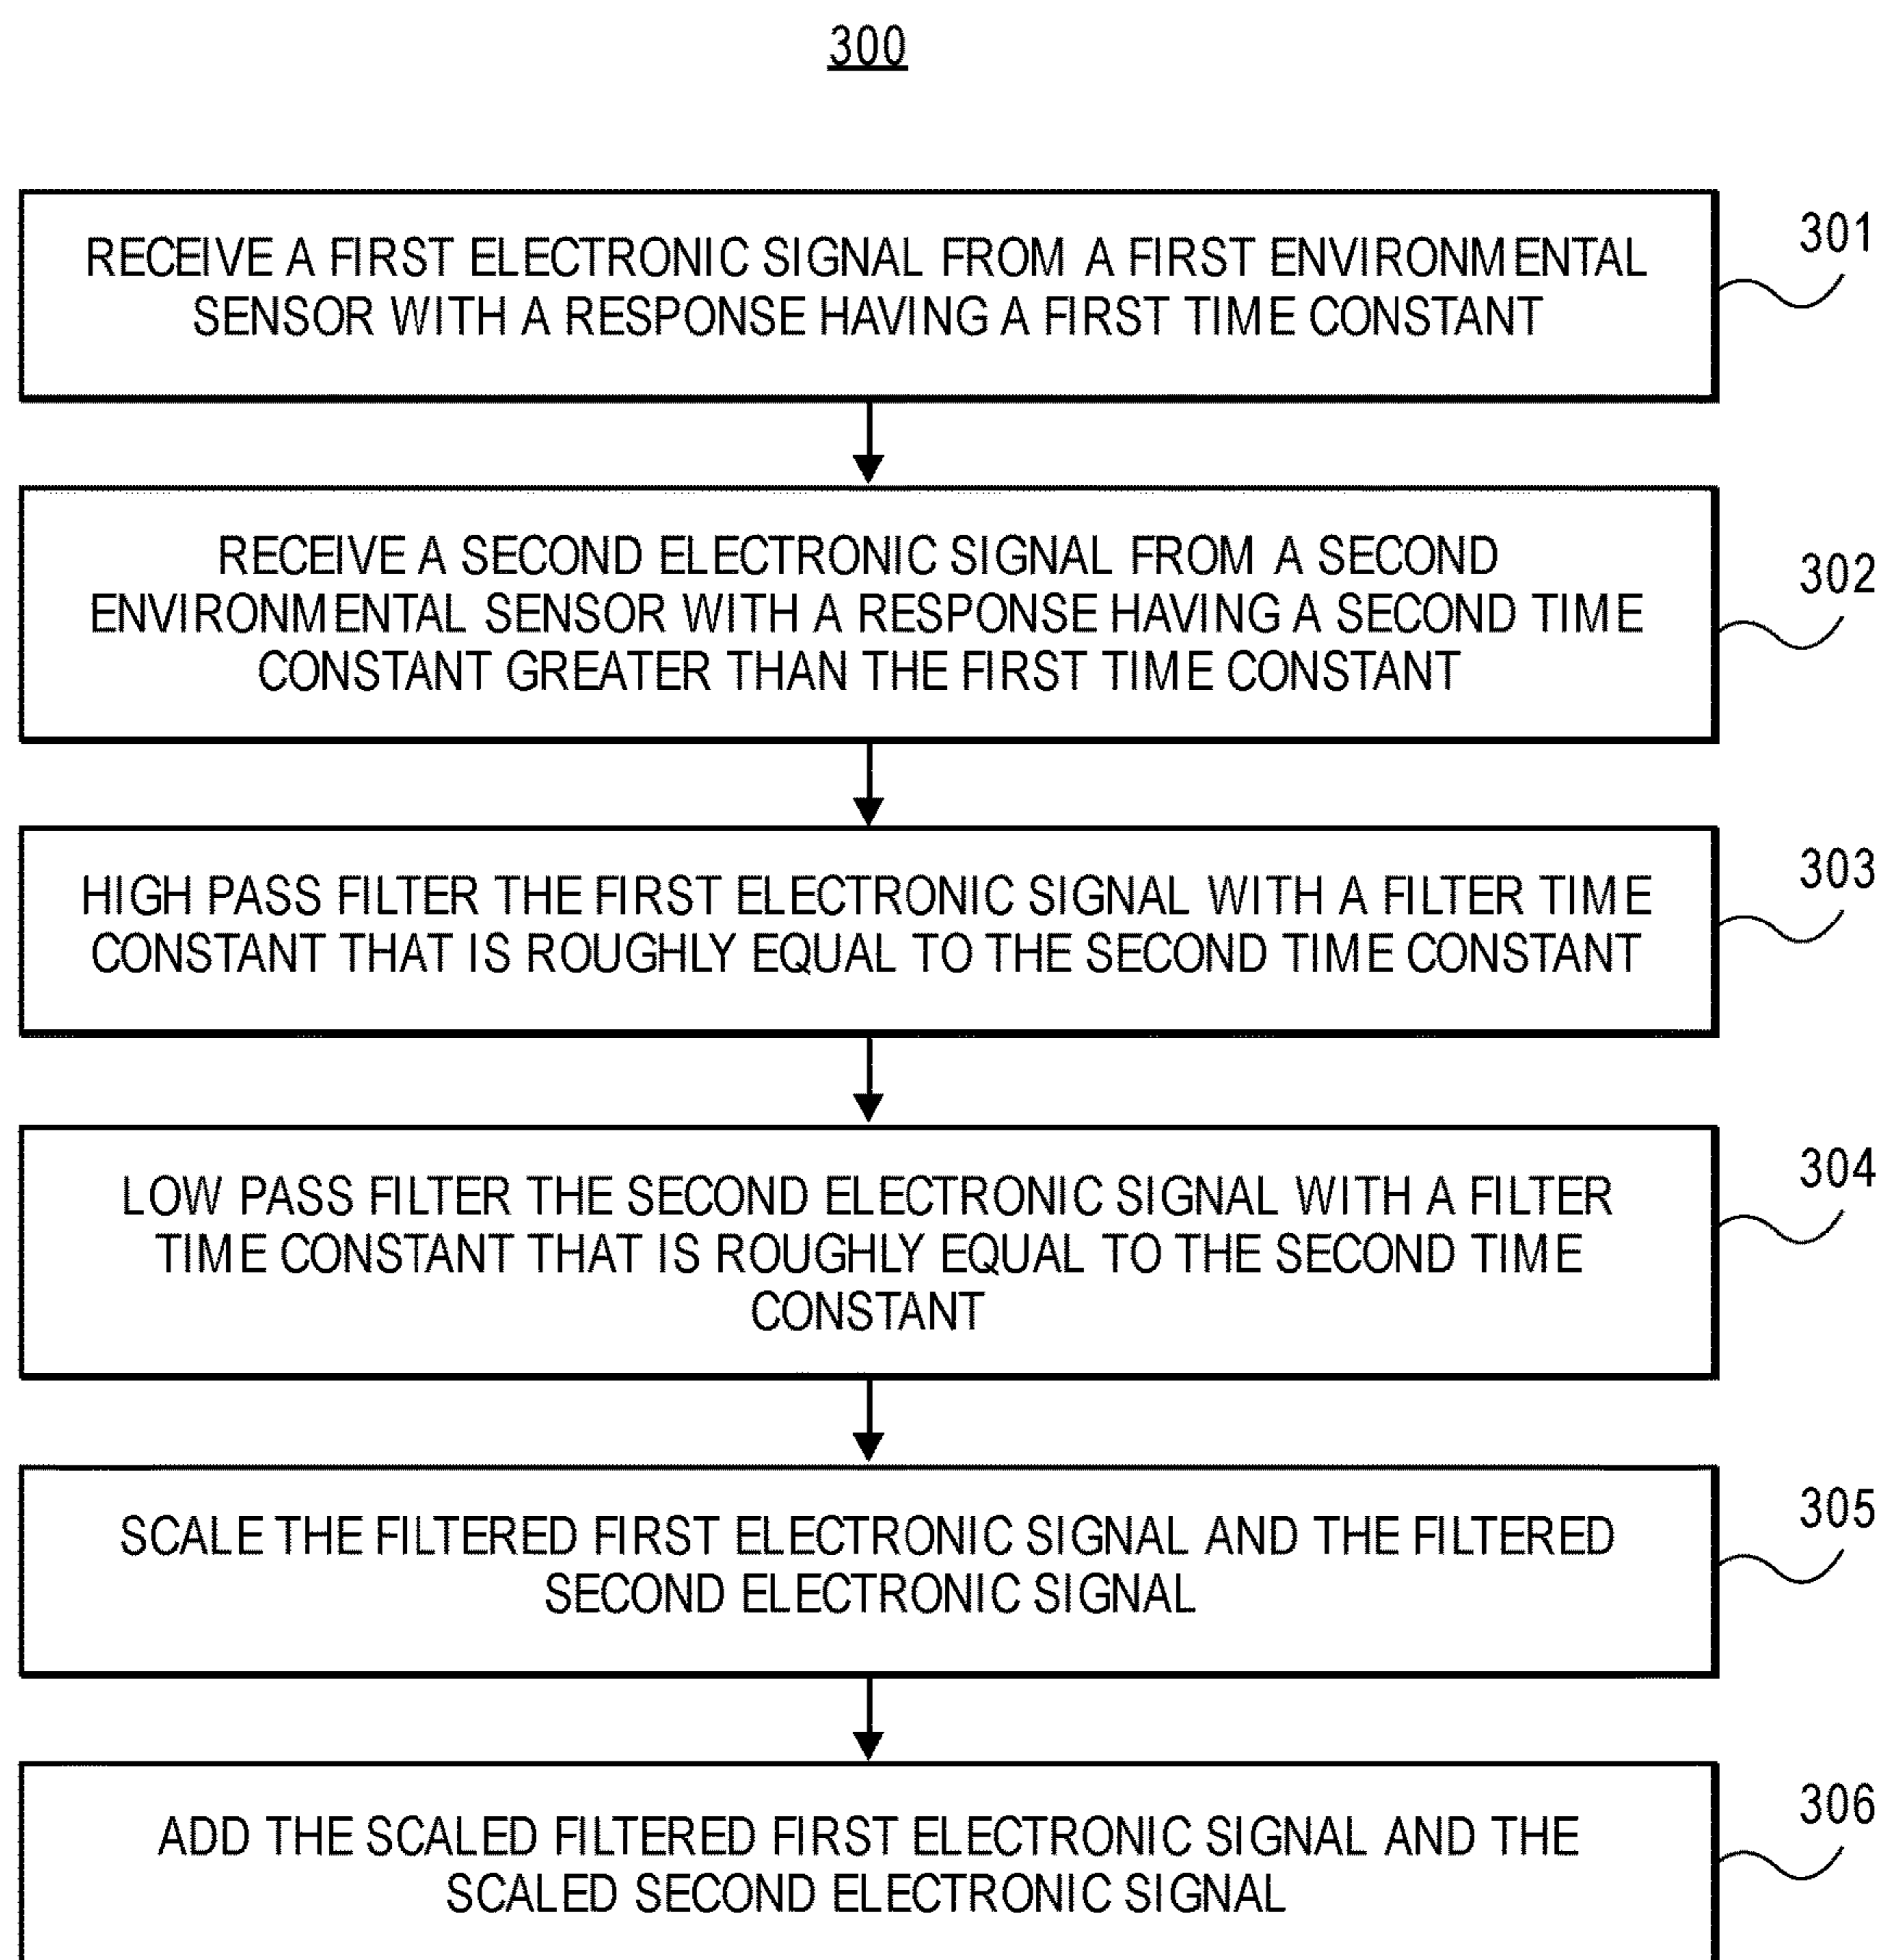 300
RECEIVE A FIRST ELECTRONIC SIGNAL FROM A FIRST ENVIRONMENTAL
SENSOR WITH A RESPONSE HAVING A FIRST TIME CONSTANT
301
RECEIVE A SECOND ELECTRONIC SIGNAL FROM A SECOND
ENVIRONMENTAL SENSOR WITH A RESPONSE HAVING A SECOND TIME
CONSTANT GREATER THAN THE FIRST TIME CONSTANT
302
HIGH PASS FILTER THE FIRST ELECTRONIC SIGNAL WITH A FILTER TIME
CONSTANT THAT IS ROUGHLY EQUAL TO THE SECOND TIME CONSTANT
303
LOW PASS FILTER THE SECOND ELECTRONIC SIGNAL WITH A FILTER
TIME CONSTANT THAT IS ROUGHLY EQUAL TO THE SECOND TIME
CONSTANT
304
SCALE THE FILTERED FIRST ELECTRONIC SIGNAL AND THE FILTERED
SECOND ELECTRONIC SIGNAL
305
ADD THE SCALED FILTERED FIRST ELECTRONIC SIGNAL AND THE
SCALED SECOND ELECTRONIC SIGNAL
306